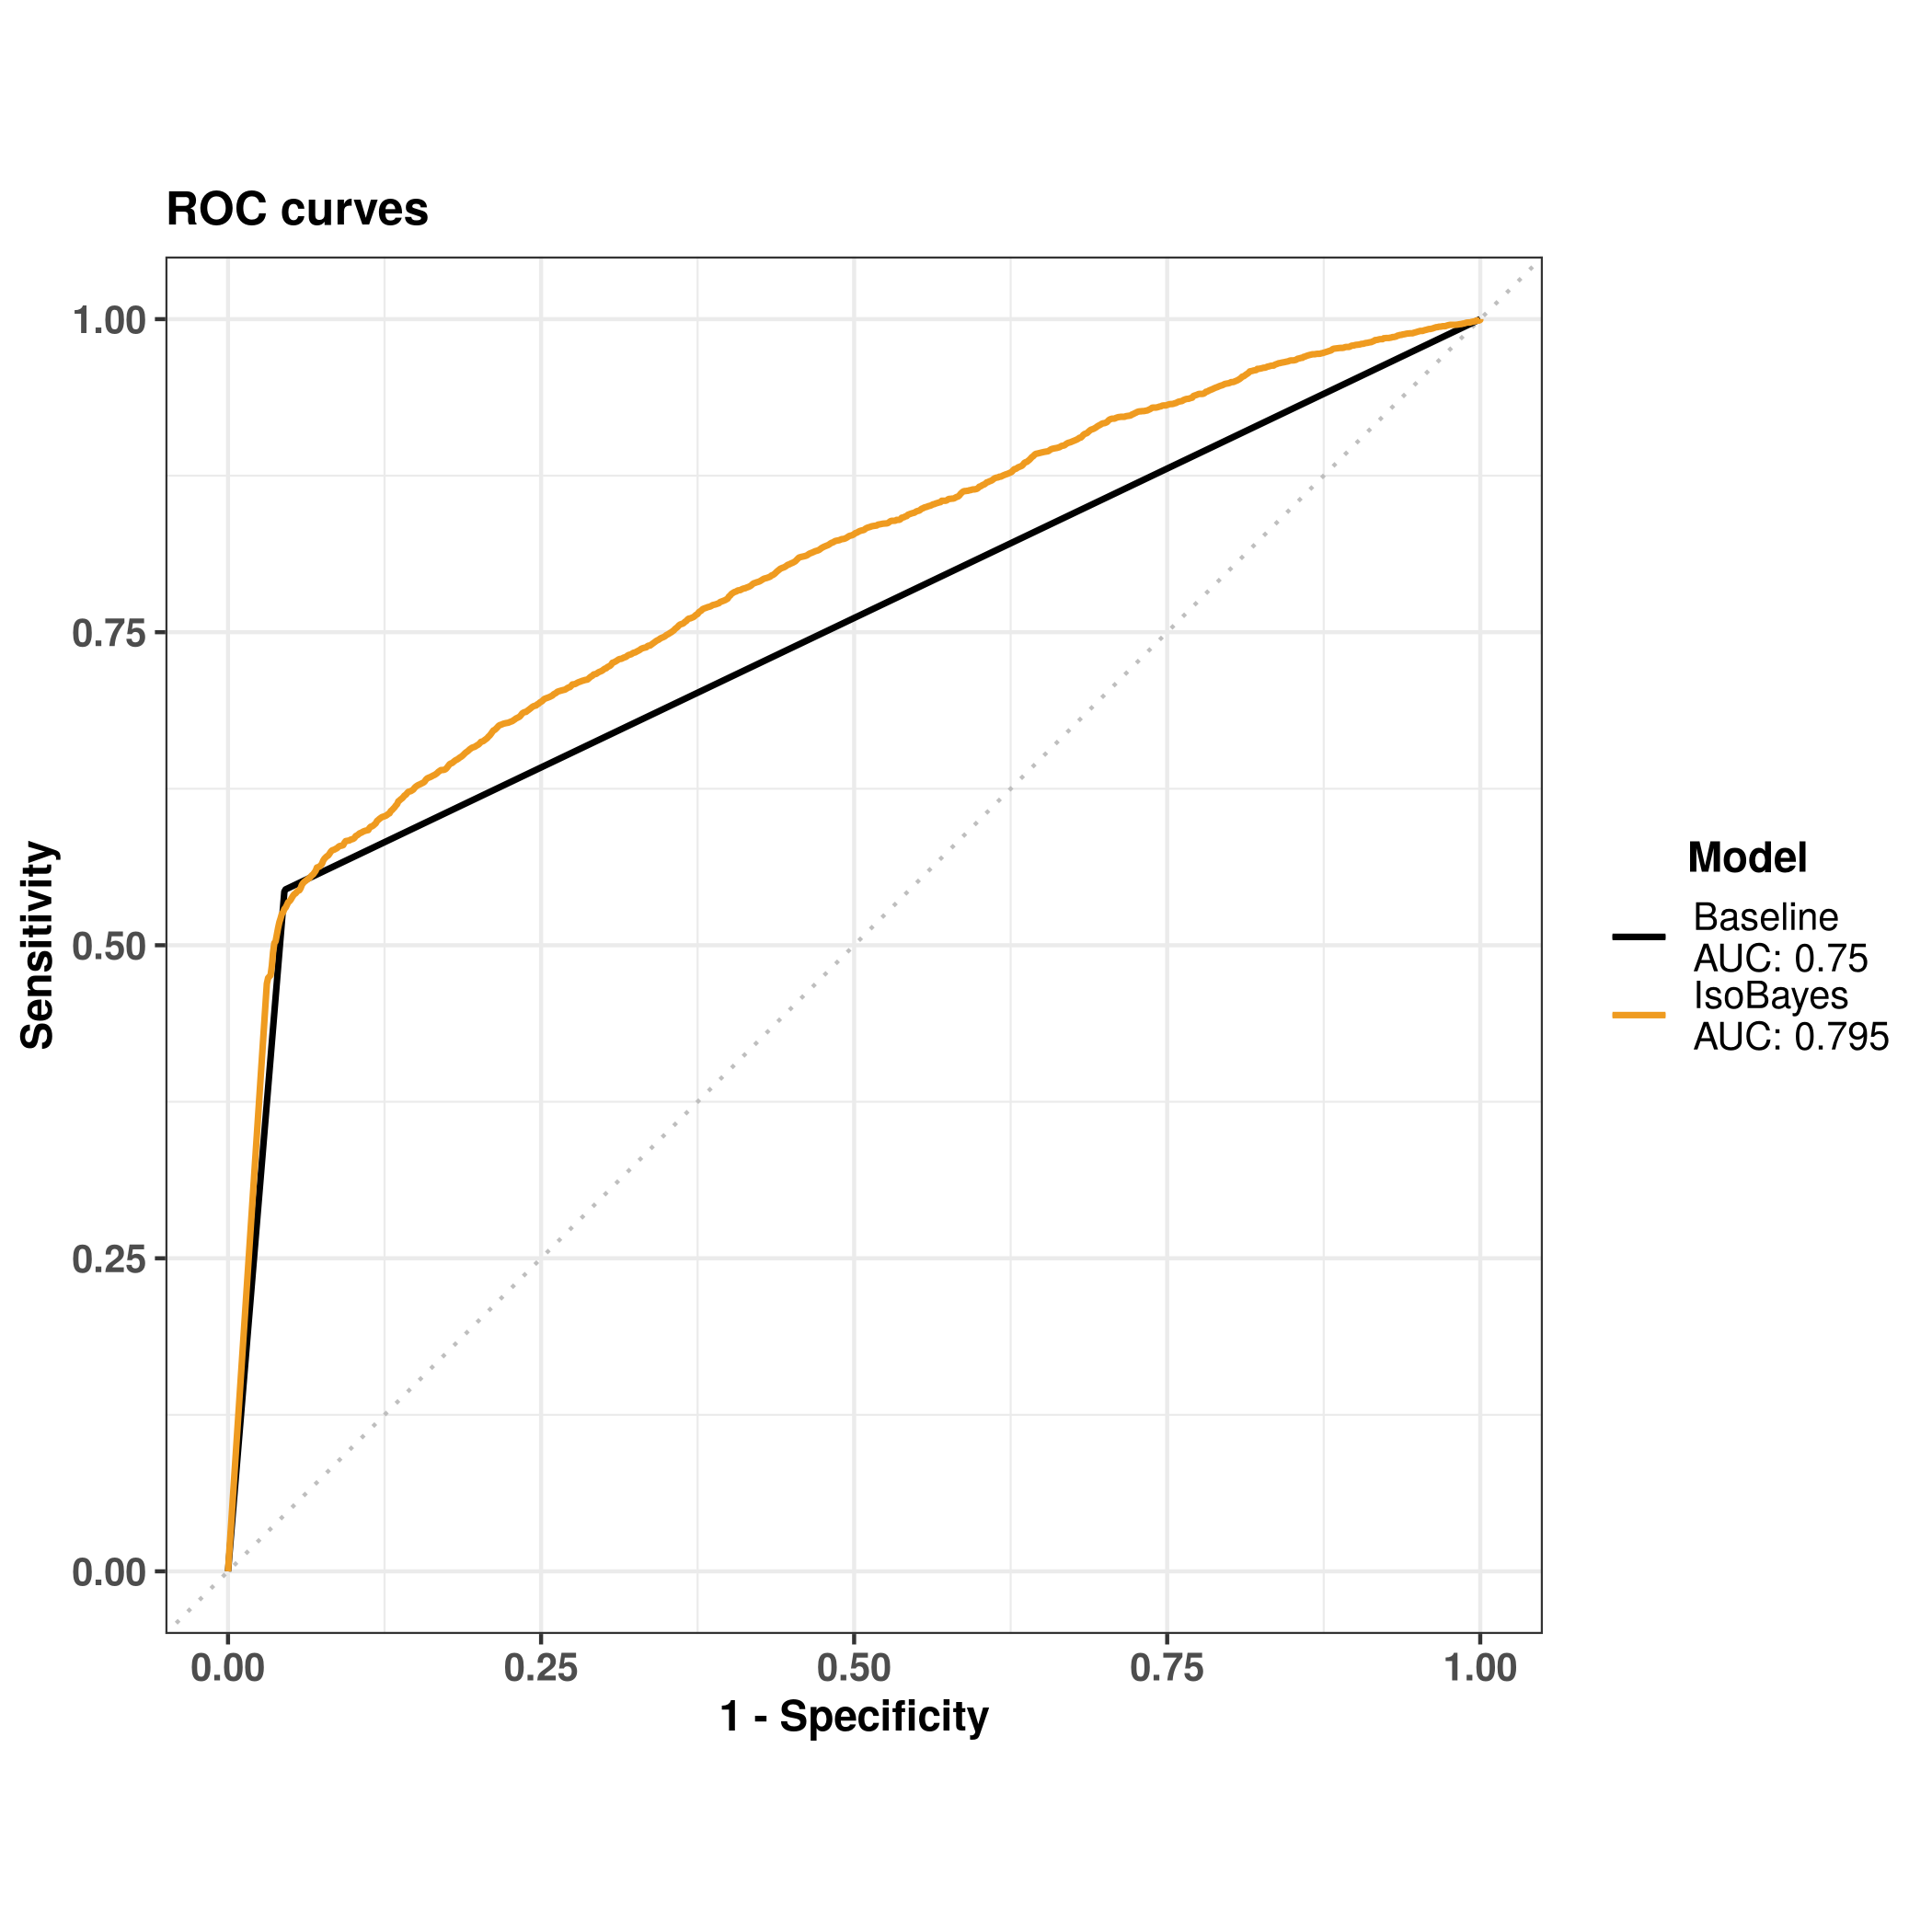 ROC curves
1.00
0.75
0.50
0.25
0.00
Sensitivity
0.00 0.25 0.50 0.75 1.00
1 - Specificity
Model
Baseline
AUC: 0.75
IsoBayes
AUC: 0.795